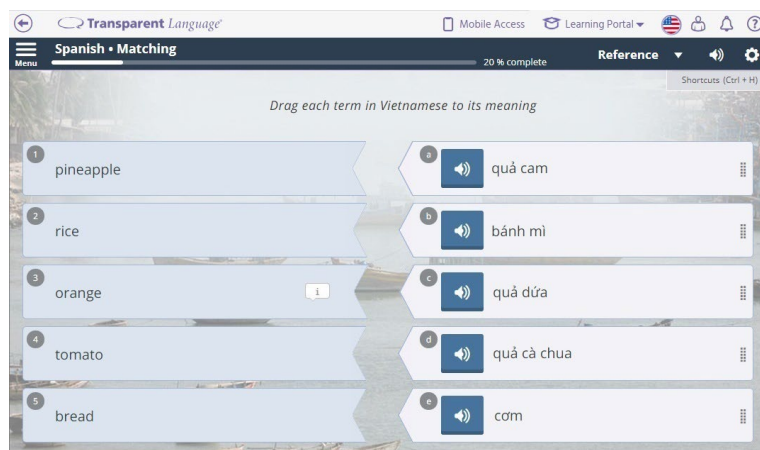 Transparent Language®
Mobile Access
Learning Portal
Menu
Spanish • Matching
20 % complete
Reference
Shortcuts (Ctrl + H)
Drag each term in Vietnamese to its meaning
1 pineapple
a quả cam
2 rice
b bánh mì
3 orange i
c quả dứa
4 tomato
d quả cà chua
5 bread
e cơm